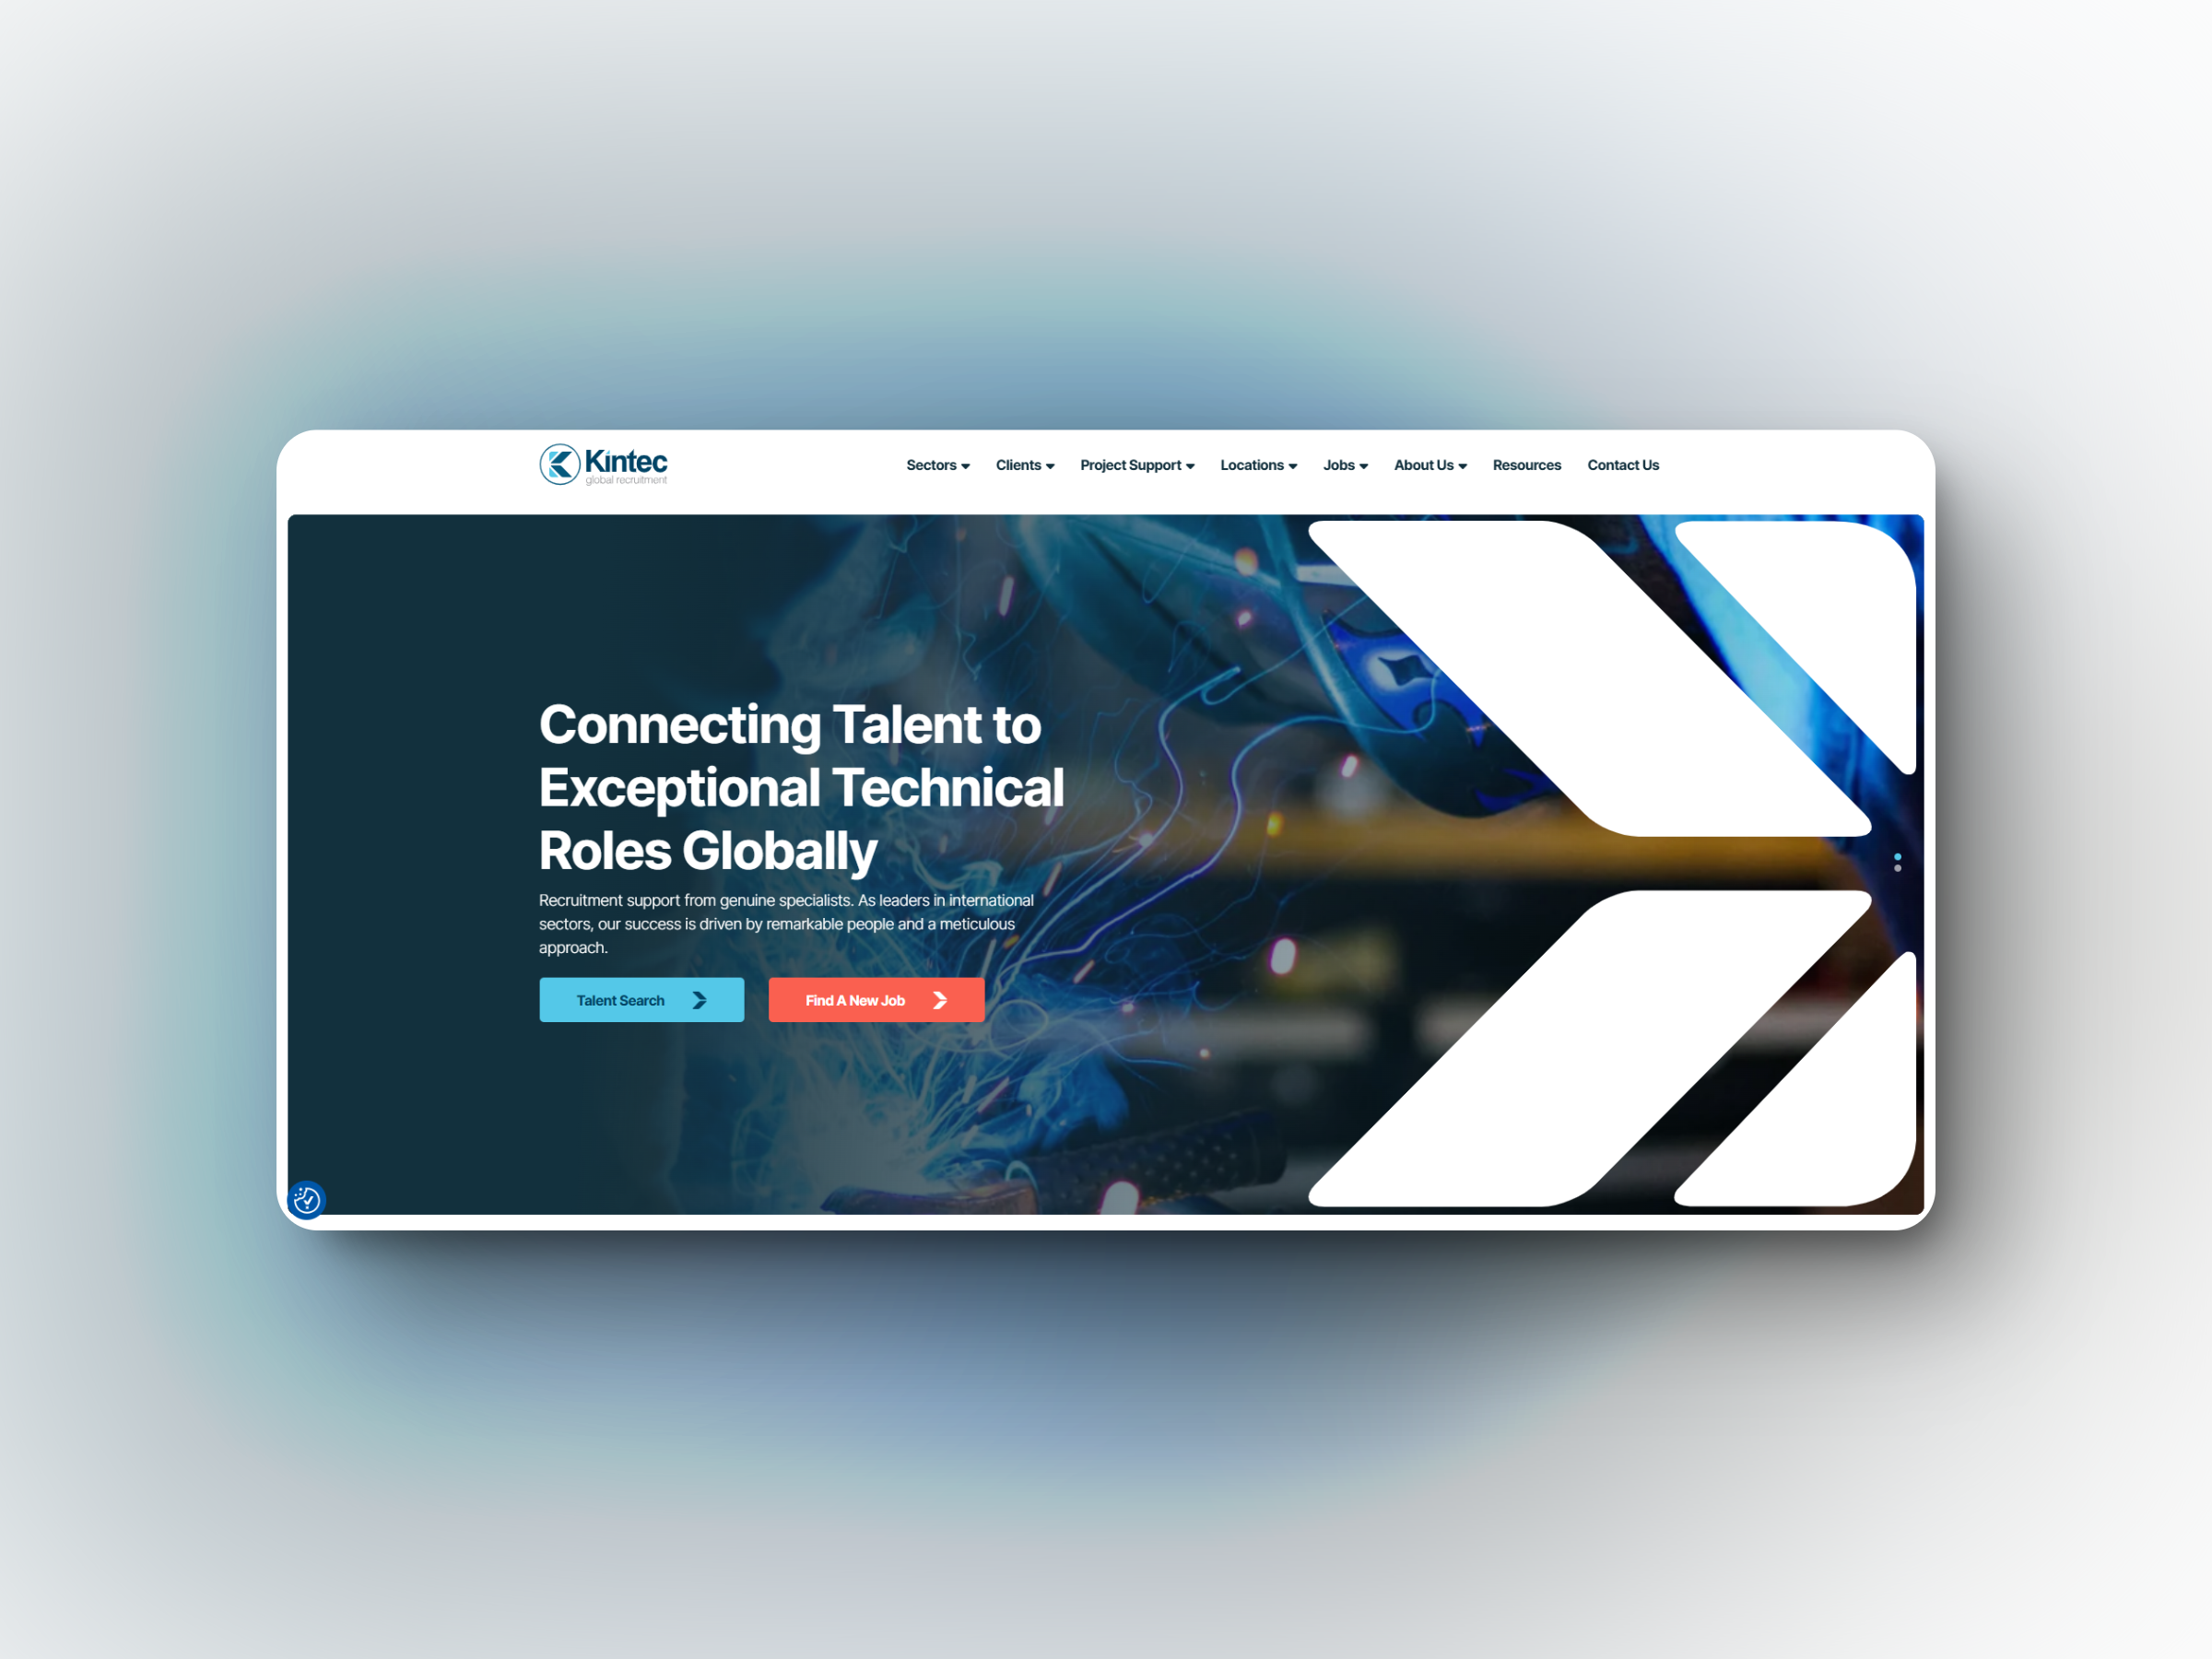 Kintec
global recruitment
Sectors
Clients
Project Support
Locations
Jobs
About Us
Resources
Contact Us
Connecting Talent to
Exceptional Technical
Roles Globally
Recruitment support from genuine specialists. As leaders in international
sectors, our success is driven by remarkable people and a meticulous
approach.
Talent Search
Find A New Job